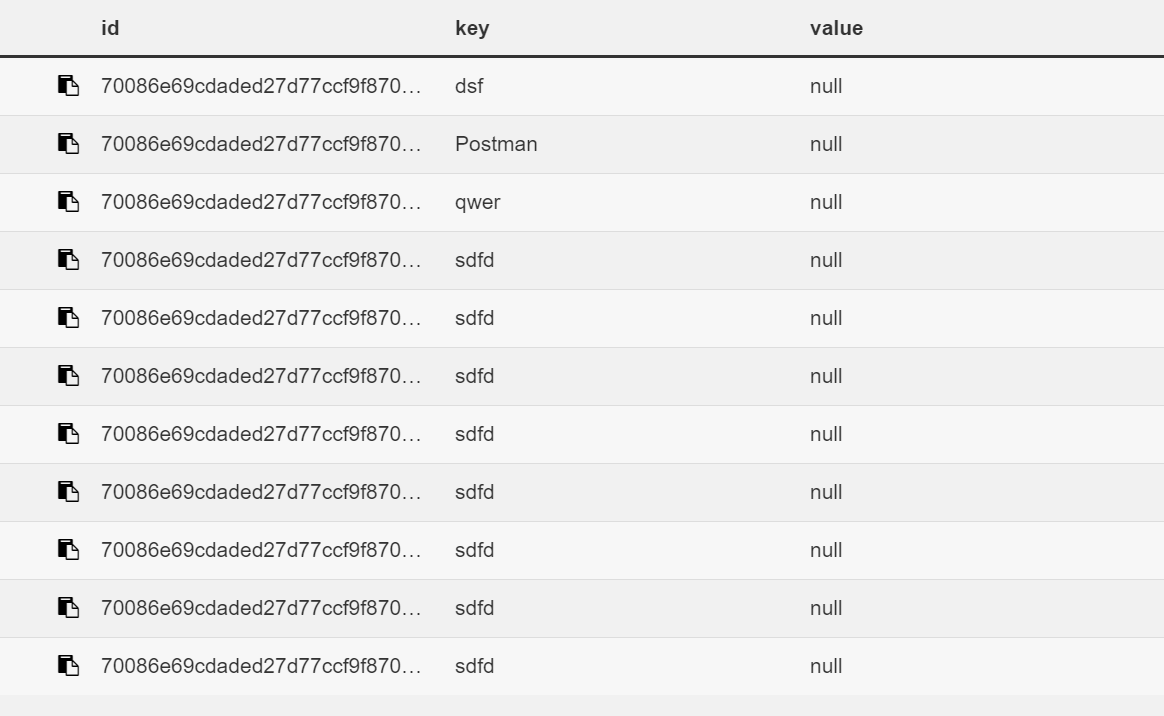 id key value
70086e69cdaded27d77ccf9f870… dsf null
70086e69cdaded27d77ccf9f870… Postman null
70086e69cdaded27d77ccf9f870… qwer null
70086e69cdaded27d77ccf9f870… sdfd null
70086e69cdaded27d77ccf9f870… sdfd null
70086e69cdaded27d77ccf9f870… sdfd null
70086e69cdaded27d77ccf9f870… sdfd null
70086e69cdaded27d77ccf9f870… sdfd null
70086e69cdaded27d77ccf9f870… sdfd null
70086e69cdaded27d77ccf9f870… sdfd null
70086e69cdaded27d77ccf9f870… sdfd null